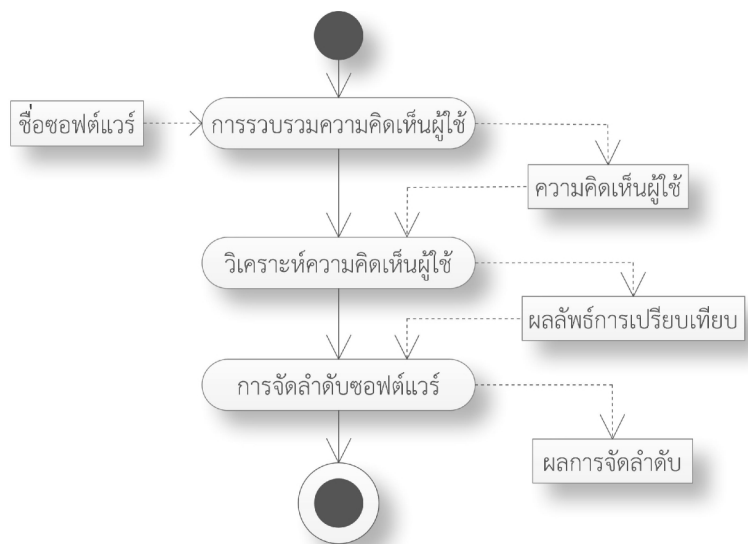 ชื่อซอฟต์แวร์
การรวบรวมความคิดเห็นผู้ใช้
ความคิดเห็นผู้ใช้
วิเคราะห์ความคิดเห็นผู้ใช้
ผลลัพธ์การเปรียบเทียบ
การจัดลำดับซอฟต์แวร์
ผลการจัดลำดับ